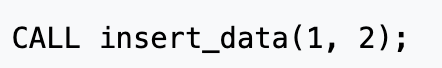 CALL insert_data(1, 2);